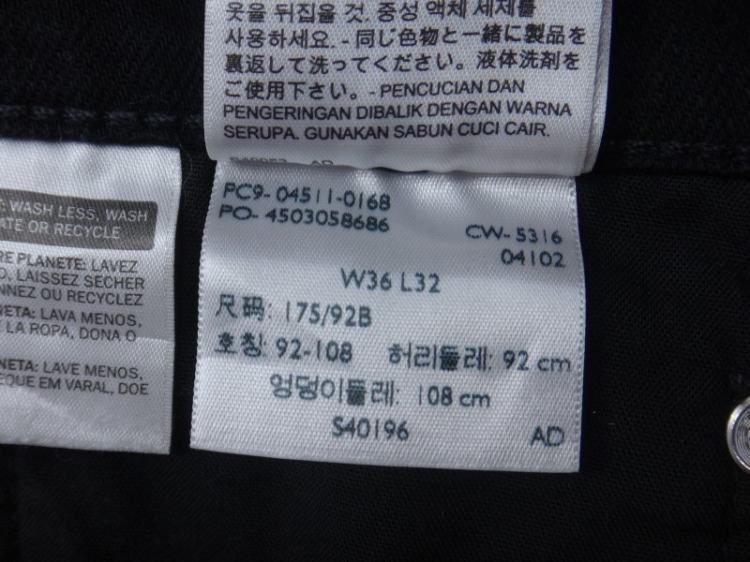 옷을 뒤집을 것. 중성 액체 세제를
사용하세요. - 同じ色物と一緒に製品を
裏返して洗ってください。液体洗剤を
ご使用下さい。- PENCUCIAN DAN
PENGERINGAN DIBALIK DENGAN WARNA
SERUPA. GUNAKAN SABUN CUCI CAIR.
AD
: WASH LESS, WASH
ATE OR RECYCLE
RE PLANETE: LAVEZ
D, LAISSEZ SECHER
NNEZ OU RECYCLEZ
NETA: LAVA MENOS,
E LA ROPA, DONA O
NETA: LAVE MENOS,
EQUE EM VARAL, DOE
PC9- 04511-0168
PO- 4503058686
CW- 5316
04102
W36 L32
尺码: 175/92B
호칭: 92-108 허리둘레: 92 cm
엉덩이둘레: 108 cm
S40196 AD